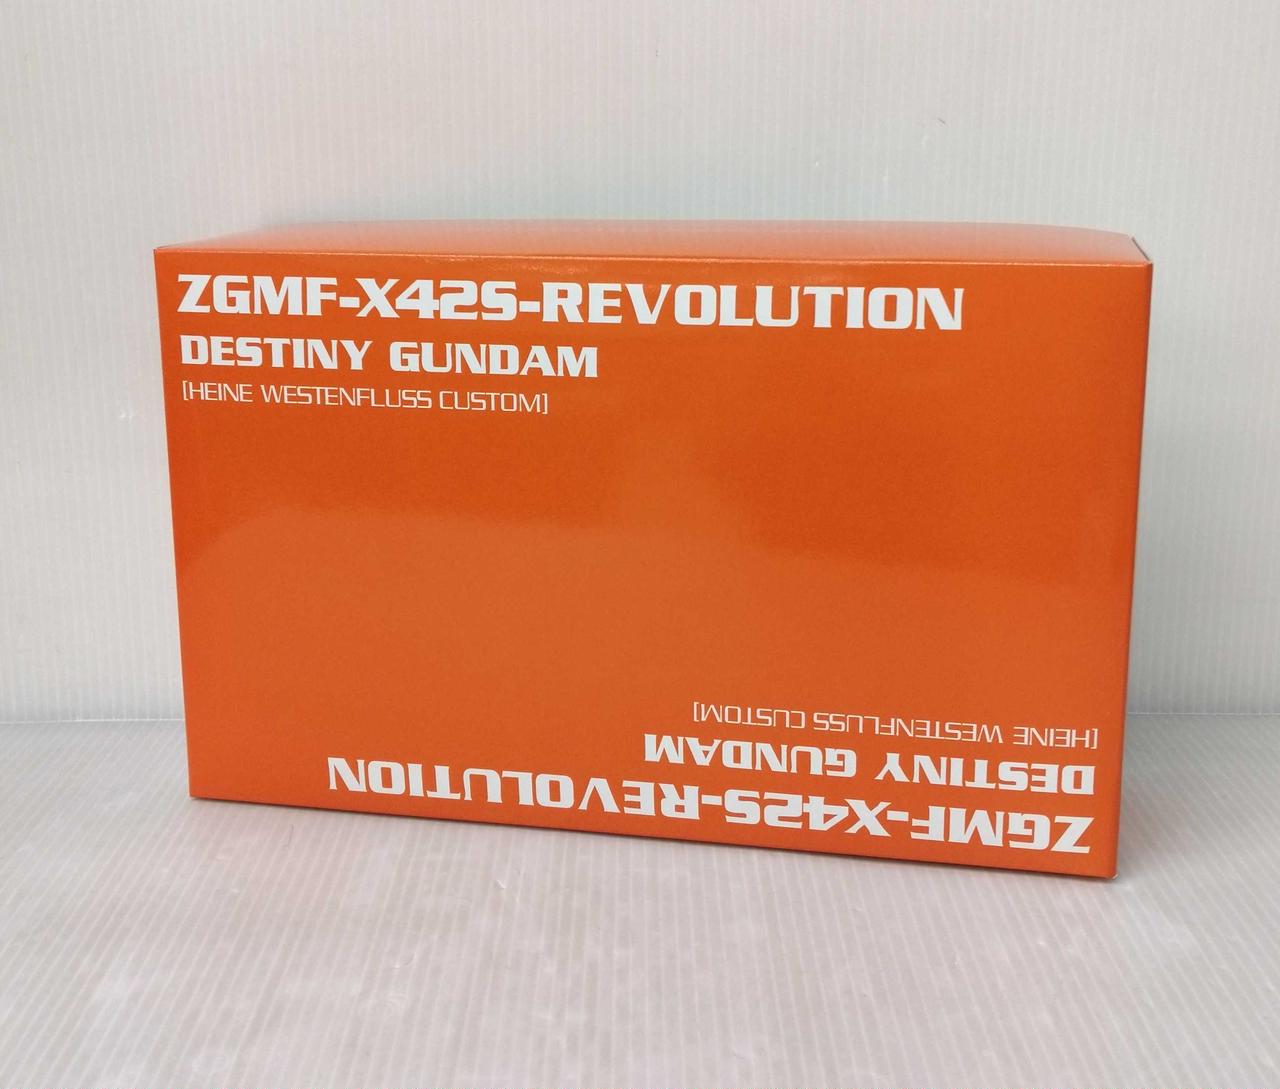 ZGMF-X42S-REVOLUTION
DESTINY GUNDAM
[HEINE WESTENFLUSS CUSTOM]
[HEINE WESTENFLUSS CUSTOM]
DESTINY GUNDAM
ZGMF-X42S-REVOLUTION